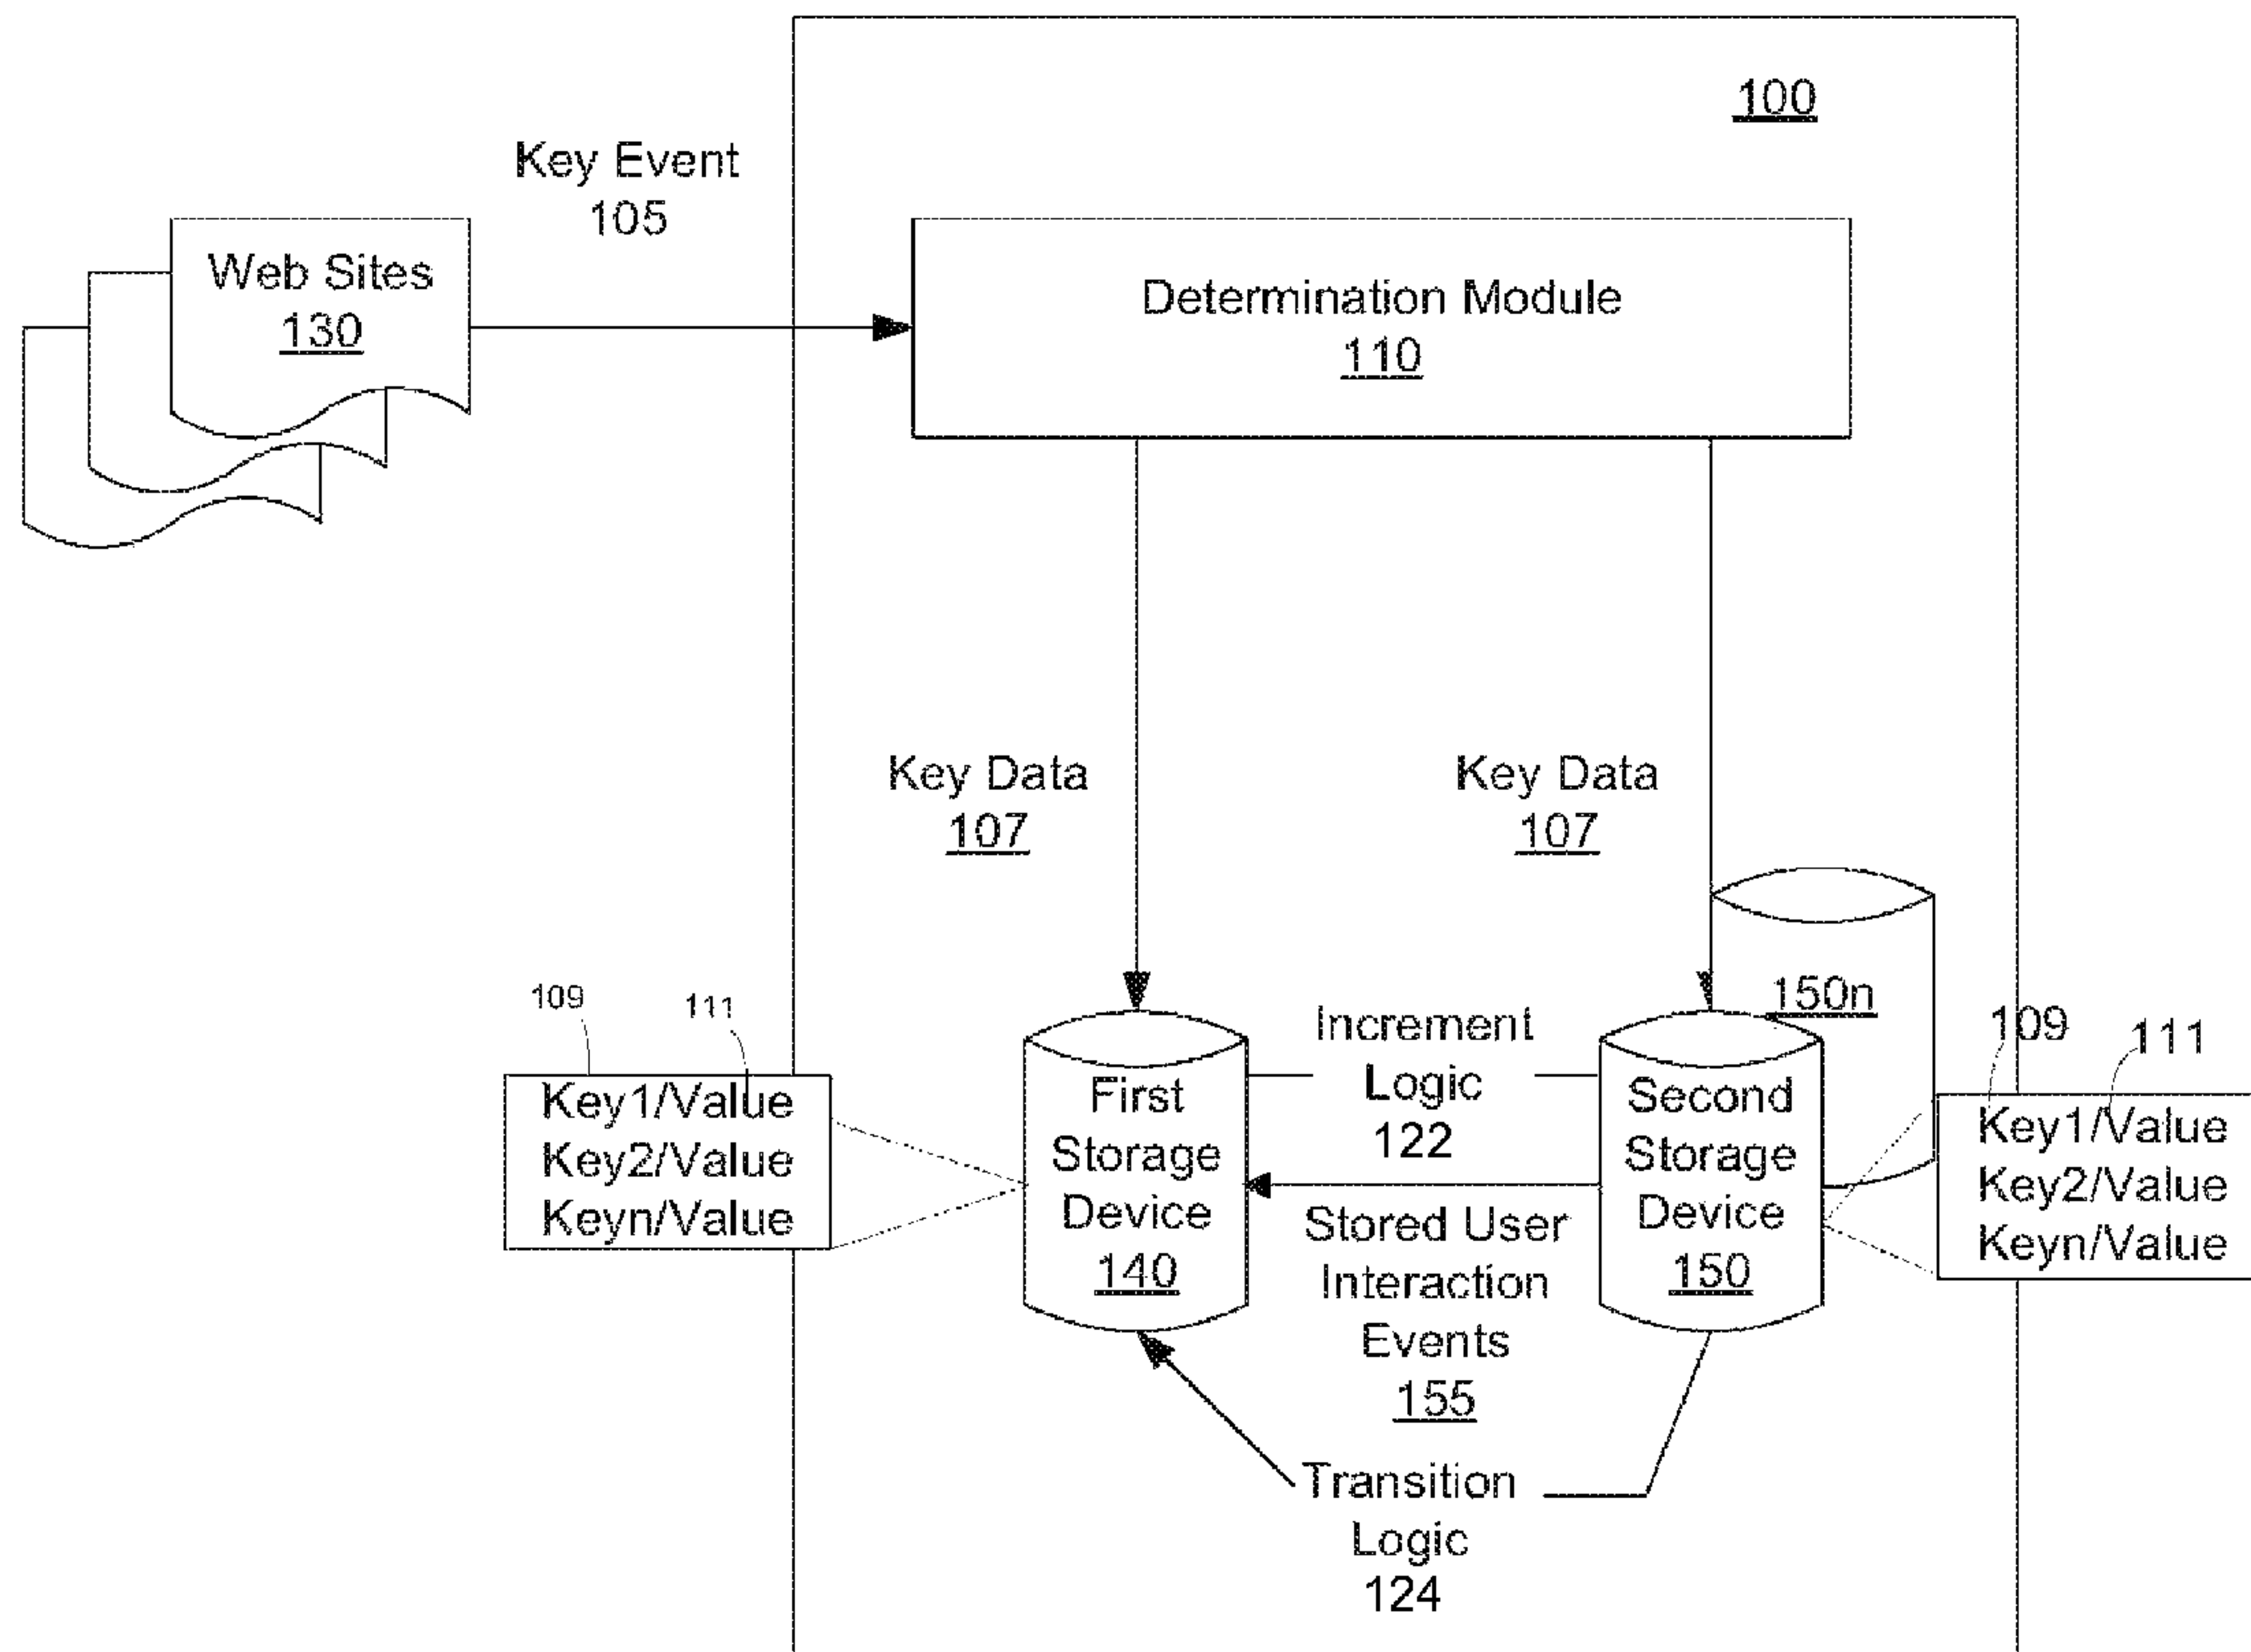 100
Key Event
105
Web Sites
130
Determination Module
110
Key Data
107
Key Data
107
150n
109
111
Key1/Value
Key2/Value
Keyn/Value
First
Storage
Device
140
Increment
Logic
122
Stored User
Interaction
Events
155
Second
Storage
Device
150
109
111
Key1/Value
Key2/Value
Keyn/Value
Transition
Logic
124